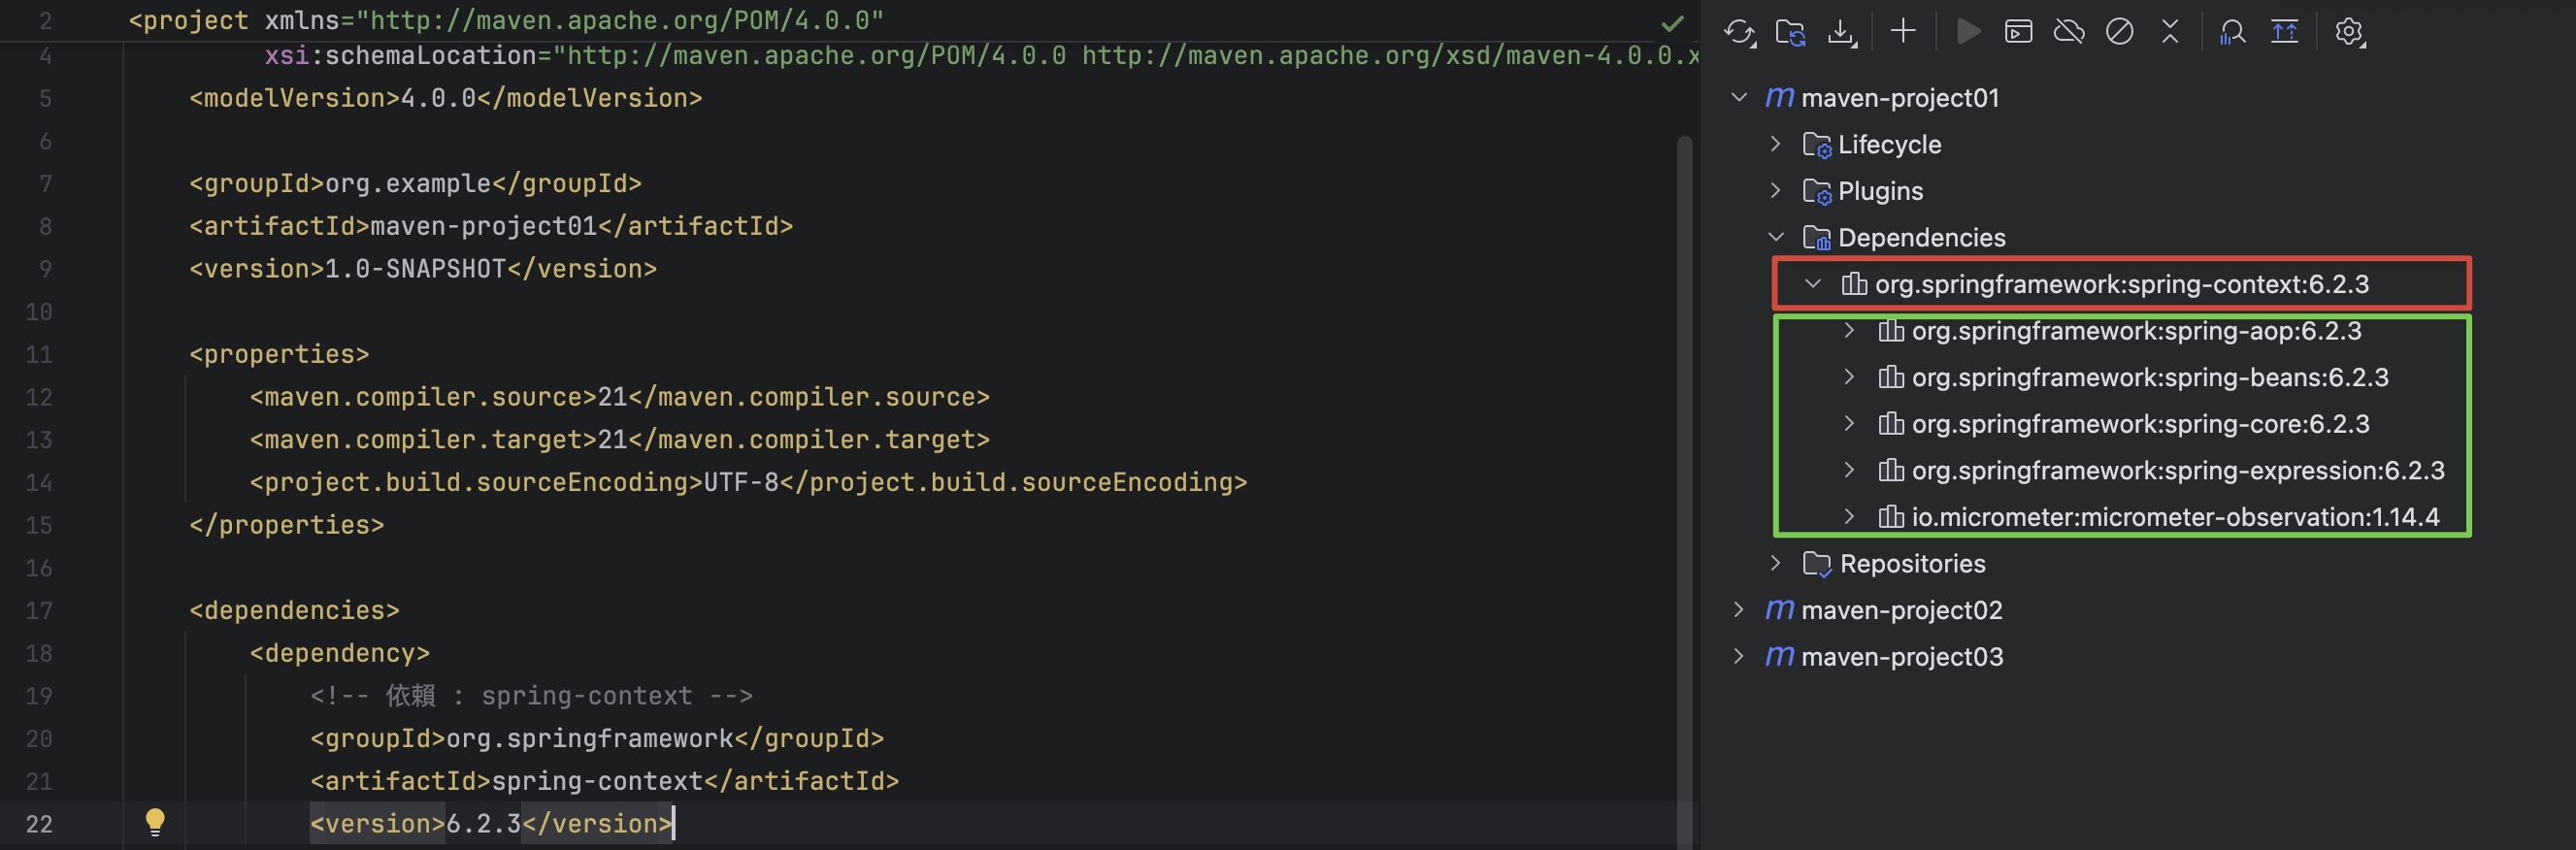 2 <project xmlns="http://maven.apache.org/POM/4.0.0"
4 xsi:schemaLocation="http://maven.apache.org/POM/4.0.0 http://maven.apache.org/xsd/maven-4.0.0.x
5 <modelVersion>4.0.0</modelVersion>
6
7 <groupId>org.example</groupId>
8 <artifactId>maven-project01</artifactId>
9 <version>1.0-SNAPSHOT</version>
10
11 <properties>
12 <maven.compiler.source>21</maven.compiler.source>
13 <maven.compiler.target>21</maven.compiler.target>
14 <project.build.sourceEncoding>UTF-8</project.build.sourceEncoding>
15 </properties>
16
17 <dependencies>
18 <dependency>
19 <!-- 依賴 : spring-context -->
20 <groupId>org.springframework</groupId>
21 <artifactId>spring-context</artifactId>
22 <version>6.2.3</version>
m maven-project01
Lifecycle
Plugins
Dependencies
org.springframework:spring-context:6.2.3
org.springframework:spring-aop:6.2.3
org.springframework:spring-beans:6.2.3
org.springframework:spring-core:6.2.3
org.springframework:spring-expression:6.2.3
io.micrometer:micrometer-observation:1.14.4
Repositories
m maven-project02
m maven-project03